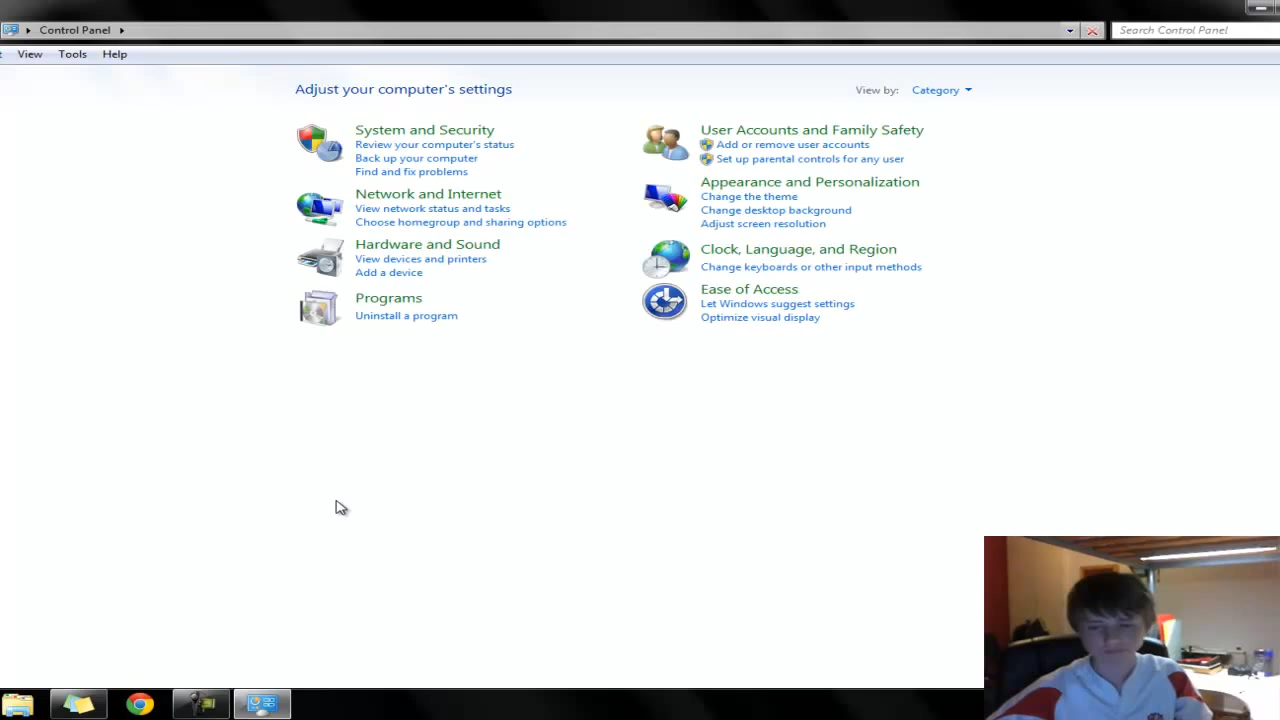 Control Panel
Search Control Panel
View Tools Help
Adjust your computer's settings
View by: Category
System and Security
Review your computer's status
Back up your computer
Find and fix problems
Network and Internet
View network status and tasks
Choose homegroup and sharing options
Hardware and Sound
View devices and printers
Add a device
Programs
Uninstall a program
User Accounts and Family Safety
Add or remove user accounts
Set up parental controls for any user
Appearance and Personalization
Change the theme
Change desktop background
Adjust screen resolution
Clock, Language, and Region
Change keyboards or other input methods
Ease of Access
Let Windows suggest settings
Optimize visual display